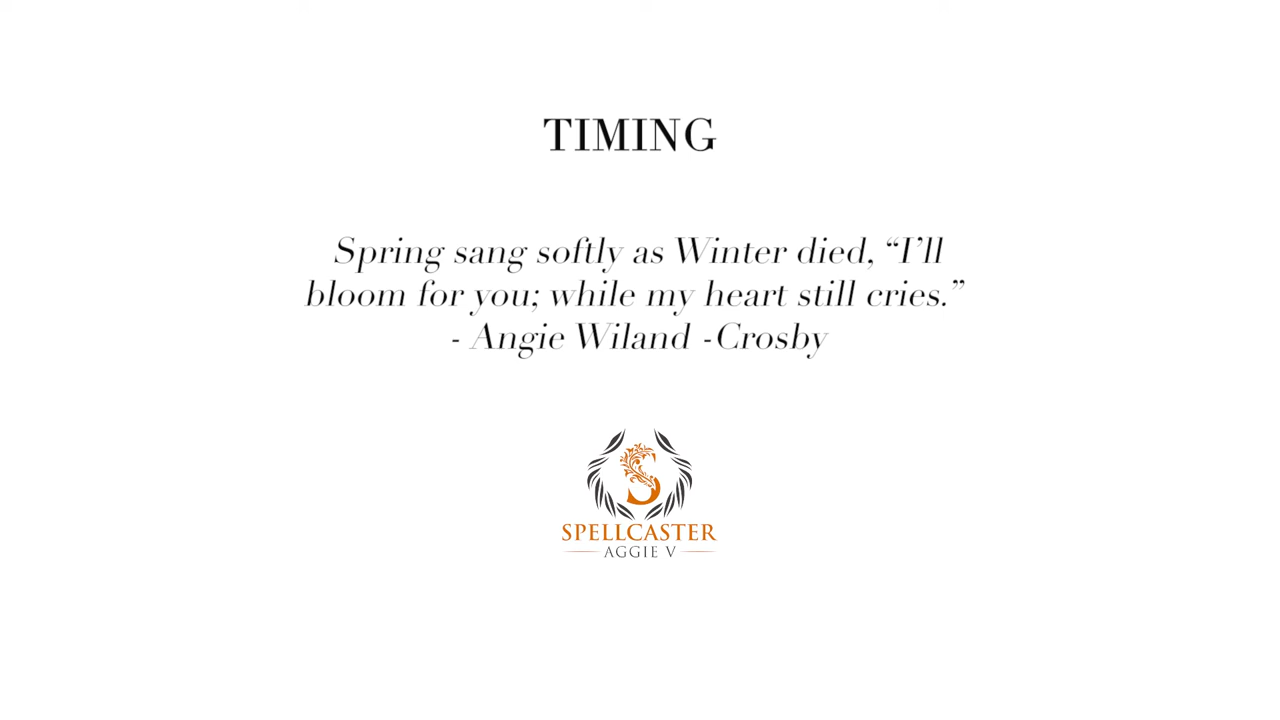 TIMING
Spring sang softly as Winter died, “I’ll
bloom for you; while my heart still cries.”
- Angie Wiland -Crosby
S
SPELLCASTER
AGGIE V